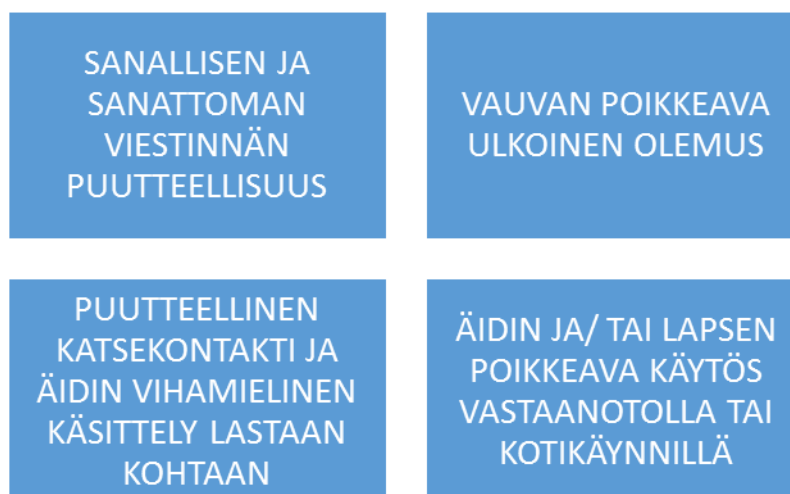 SANALLISEN JA
SANATTOMAN
VIESTINNÄN
PUUTTEELLISUUS
VAUVAN POIKKEAVA
ULKOINEN OLEMUS
PUUTTEELLINEN
KATSEKONTAKTI JA
ÄIDIN VIHAMIELINEN
KÄSITTELY LASTAAN
KOHTAAN
ÄIDIN JA/ TAI LAPSEN
POIKKEAVA KÄYTÖS
VASTAANOTOLLA TAI
KOTIKÄYNNILLÄ